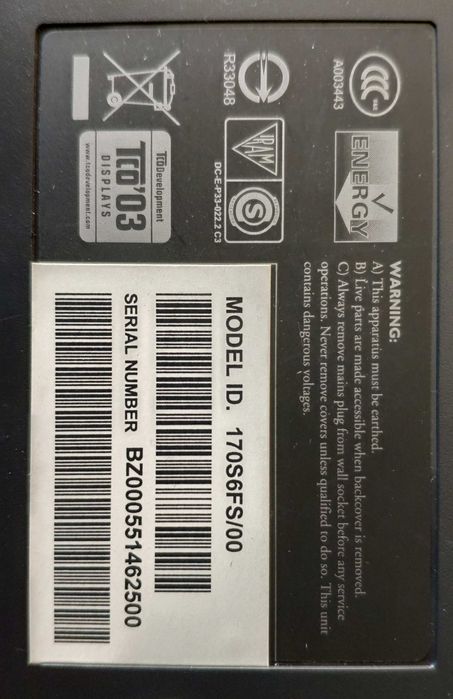 A003443
R33048
ENERGY
IRAM
S
DC-E-P33-022.2 C3
TCODevelopment
TCO'03
DISPLAYS
www.tcodevelopment.com
WARNING:
A) This apparatus must be earthed.
B) Live parts are made accessible when backcover is removed.
C) Always remove mains plug from wall socket before any service
operations. Never remove covers unless qualified to do so. This unit
contains dangerous voltages.
MODEL ID. 170S6FS/00
SERIAL NUMBER BZ000551462500